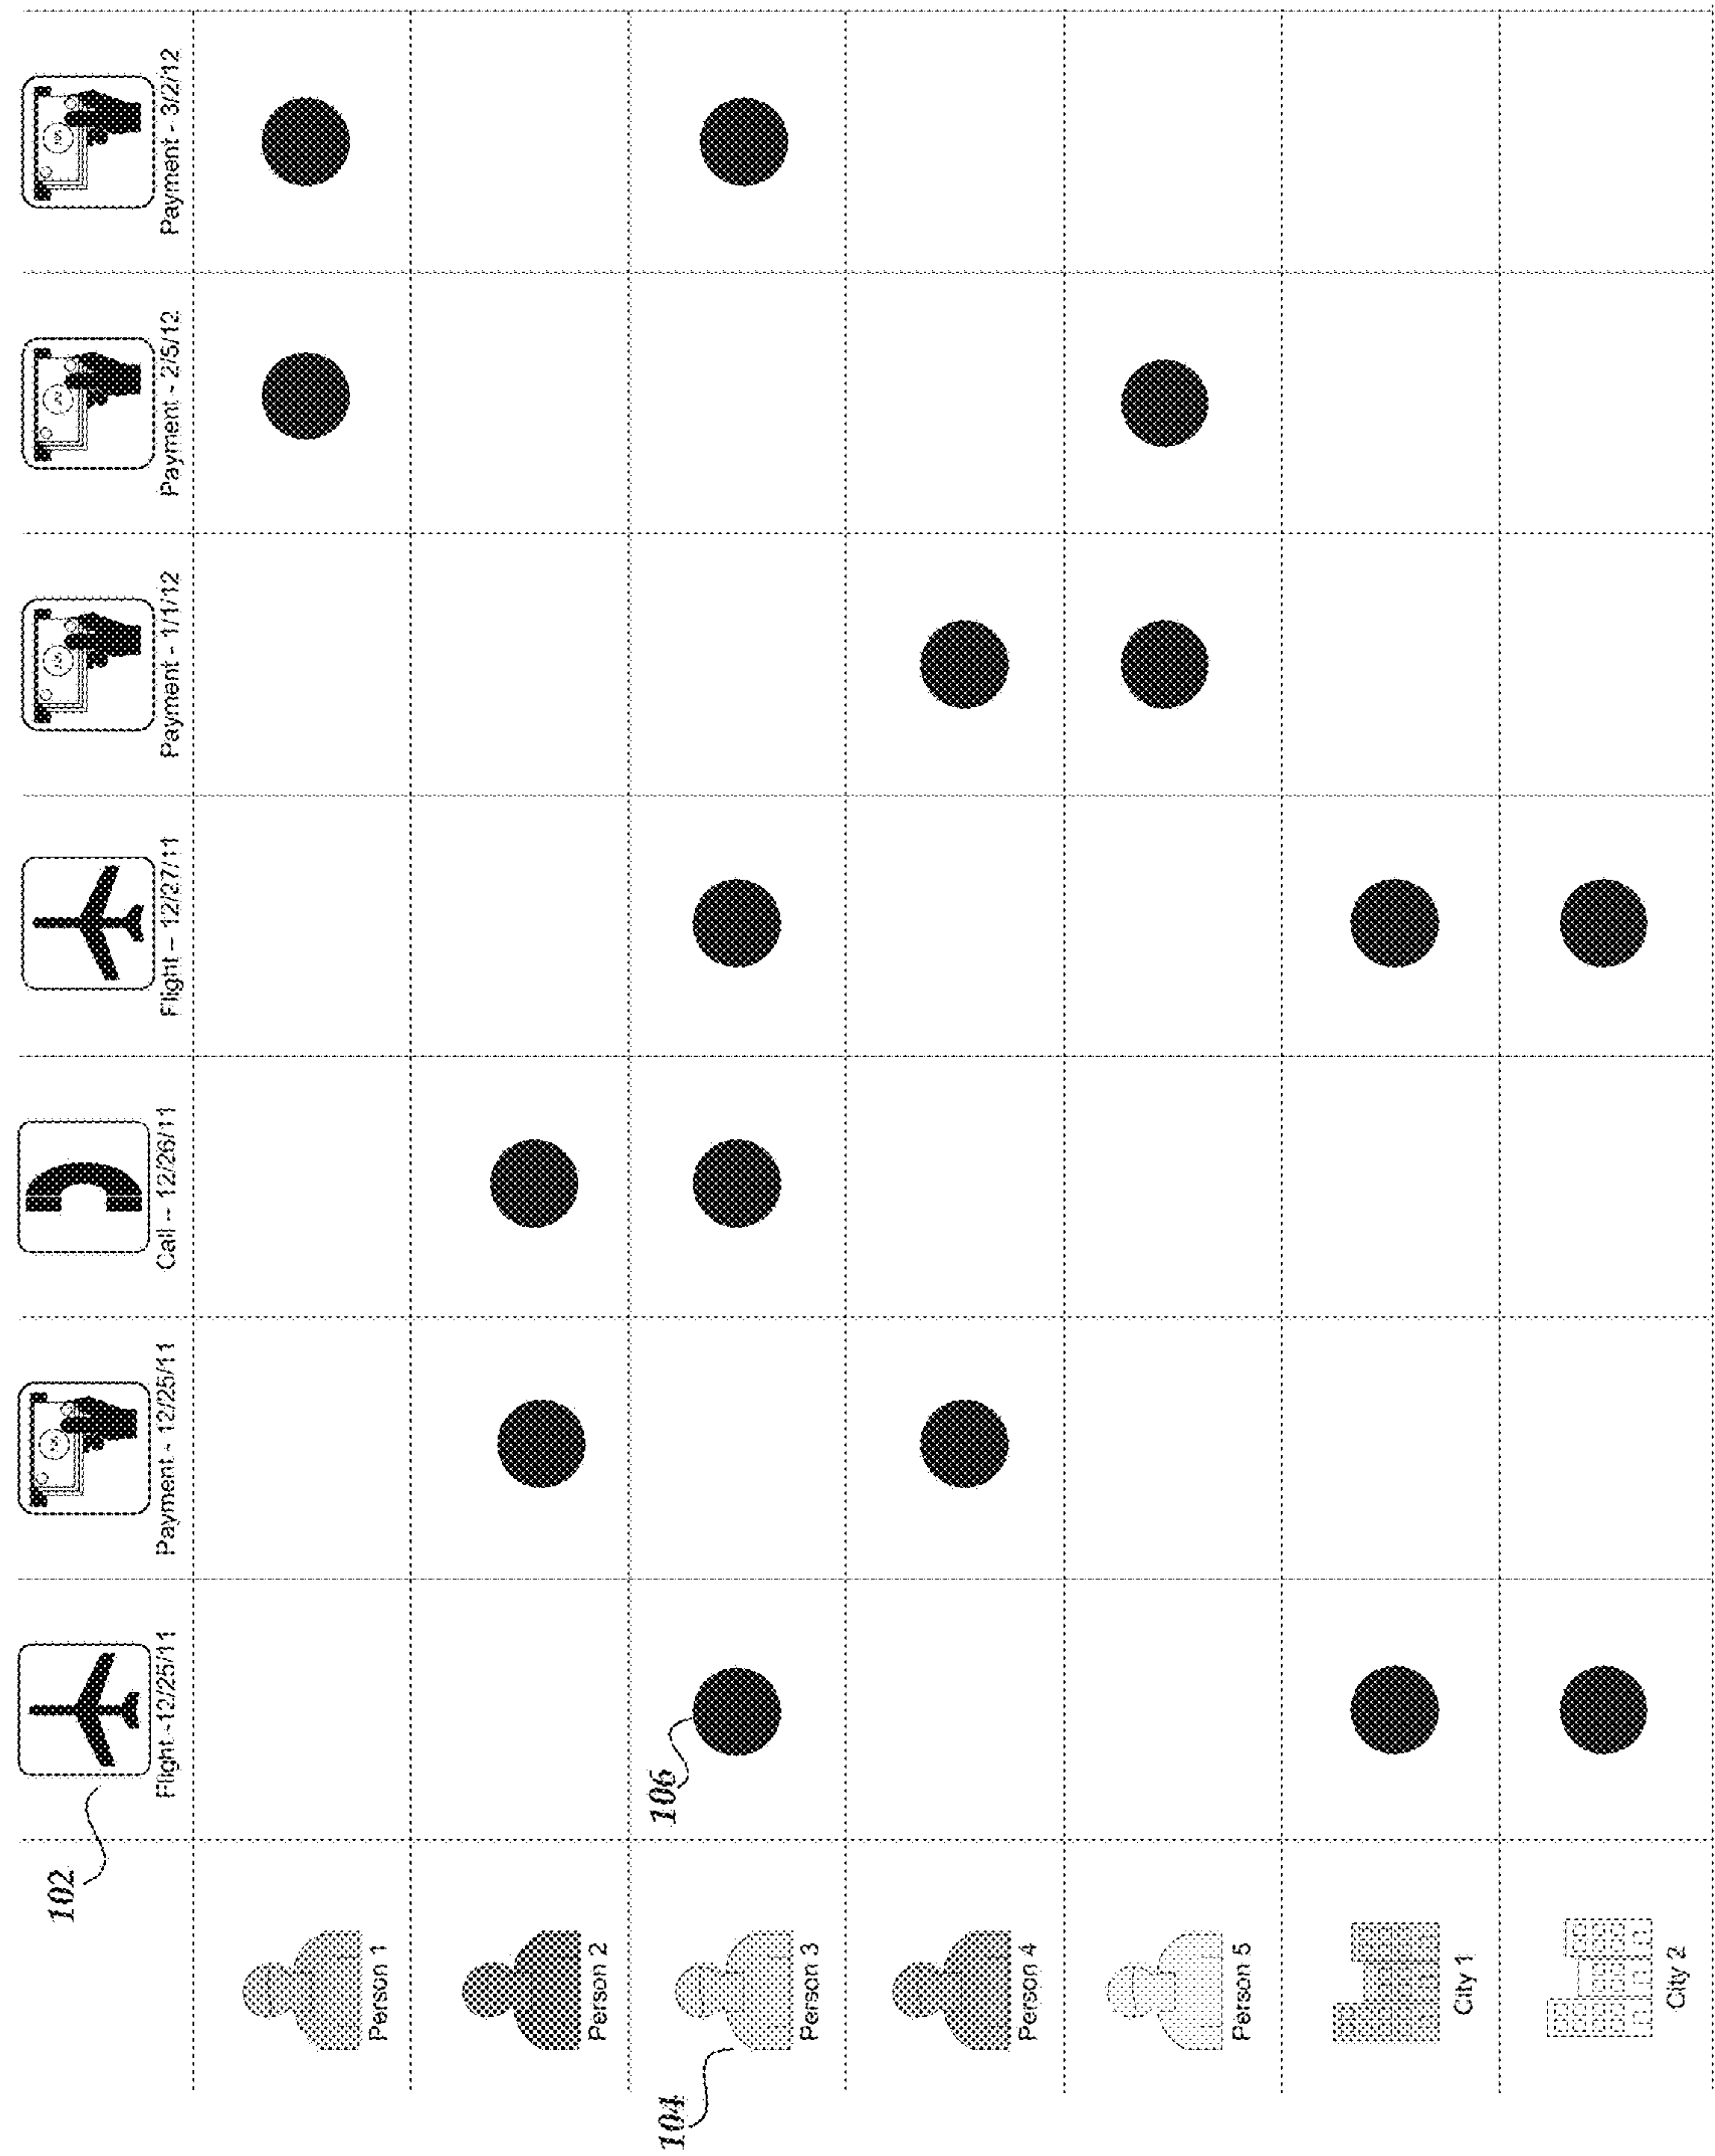 102
Flight -12/25/11
Payment - 12/25/11
Call -- 12/26/11
Flight -- 12/27/11
Payment - 1/1/12
Payment - 2/5/12
Payment - 3/2/12
Person 1
Person 2
104
Person 3
106
Person 4
Person 5
City 1
City 2